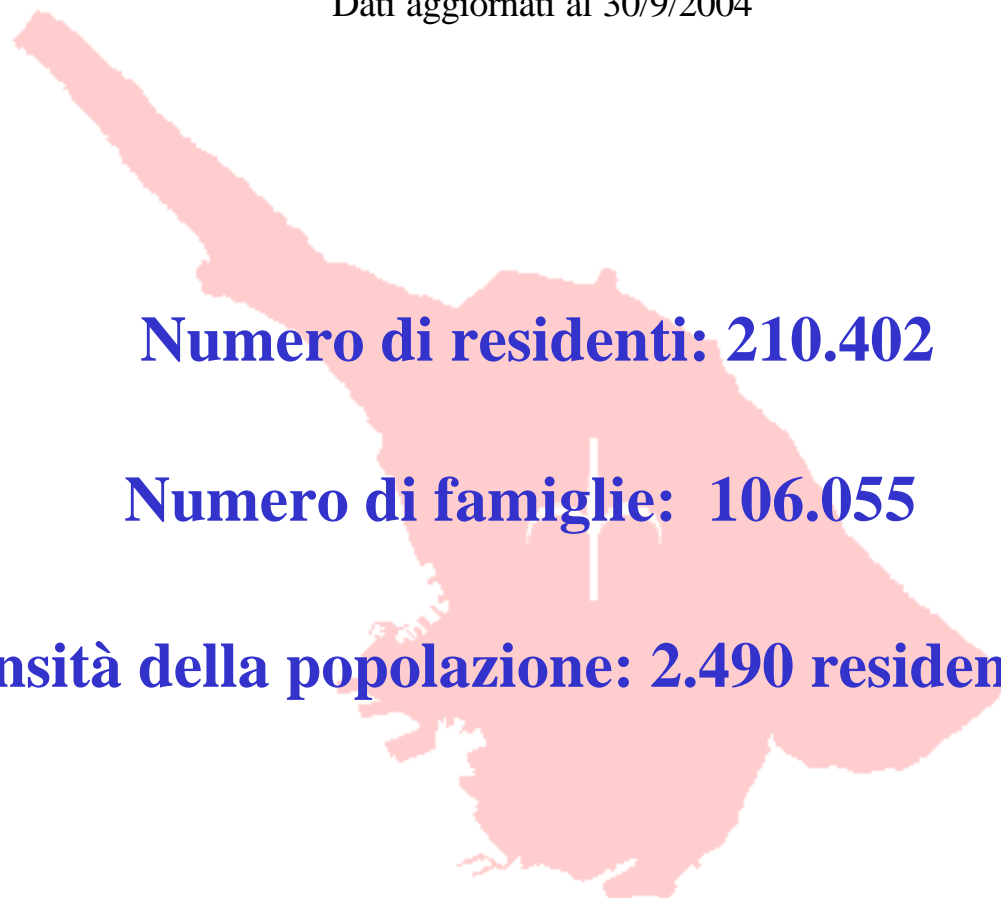 Dati aggiornati al 30/9/2004
Numero di residenti: 210.402
Numero di famiglie: 106.055
nsità della popolazione: 2.490 residen